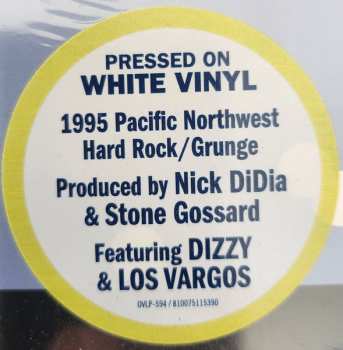 PRESSED ON
WHITE VINYL
1995 Pacific Northwest
Hard Rock/Grunge
Produced by Nick DiDia
& Stone Gossard
Featuring DIZZY
& LOS VARGOS
OVLP-594 / 810075115390